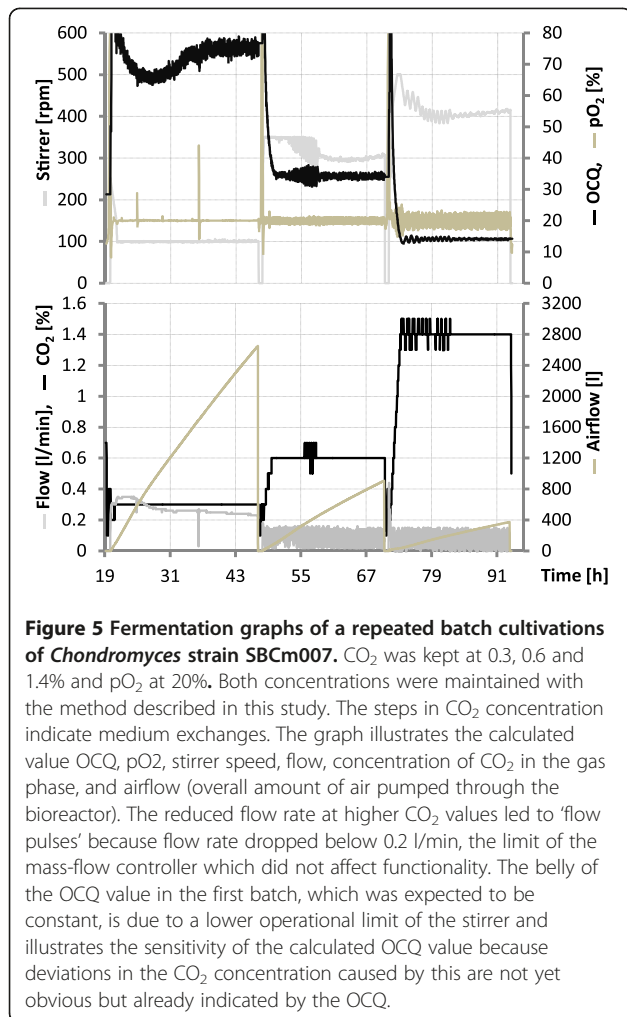 600
500
400
300
200
100
0
Stirrer [rpm]
80
70
60
50
40
30
20
10
0
OCQ, pO2 [%]
1.6
1.4
1.2
1
0.8
0.6
0.4
0.2
0
Flow [l/min], CO2 [%]
3200
2800
2400
2000
1600
1200
800
400
0
Airflow [l]
19 31 43 55 67 79 91 Time [h]
Figure 5 Fermentation graphs of a repeated batch cultivations
of Chondromyces strain SBCm007. CO2 was kept at 0.3, 0.6 and
1.4% and pO2 at 20%. Both concentrations were maintained with
the method described in this study. The steps in CO2 concentration
indicate medium exchanges. The graph illustrates the calculated
value OCQ, pO2, stirrer speed, flow, concentration of CO2 in the gas
phase, and airflow (overall amount of air pumped through the
bioreactor). The reduced flow rate at higher CO2 values led to ‘flow
pulses’ because flow rate dropped below 0.2 l/min, the limit of the
mass-flow controller which did not affect functionality. The belly of
the OCQ value in the first batch, which was expected to be
constant, is due to a lower operational limit of the stirrer and
illustrates the sensitivity of the calculated OCQ value because
deviations in the CO2 concentration caused by this are not yet
obvious but already indicated by the OCQ.